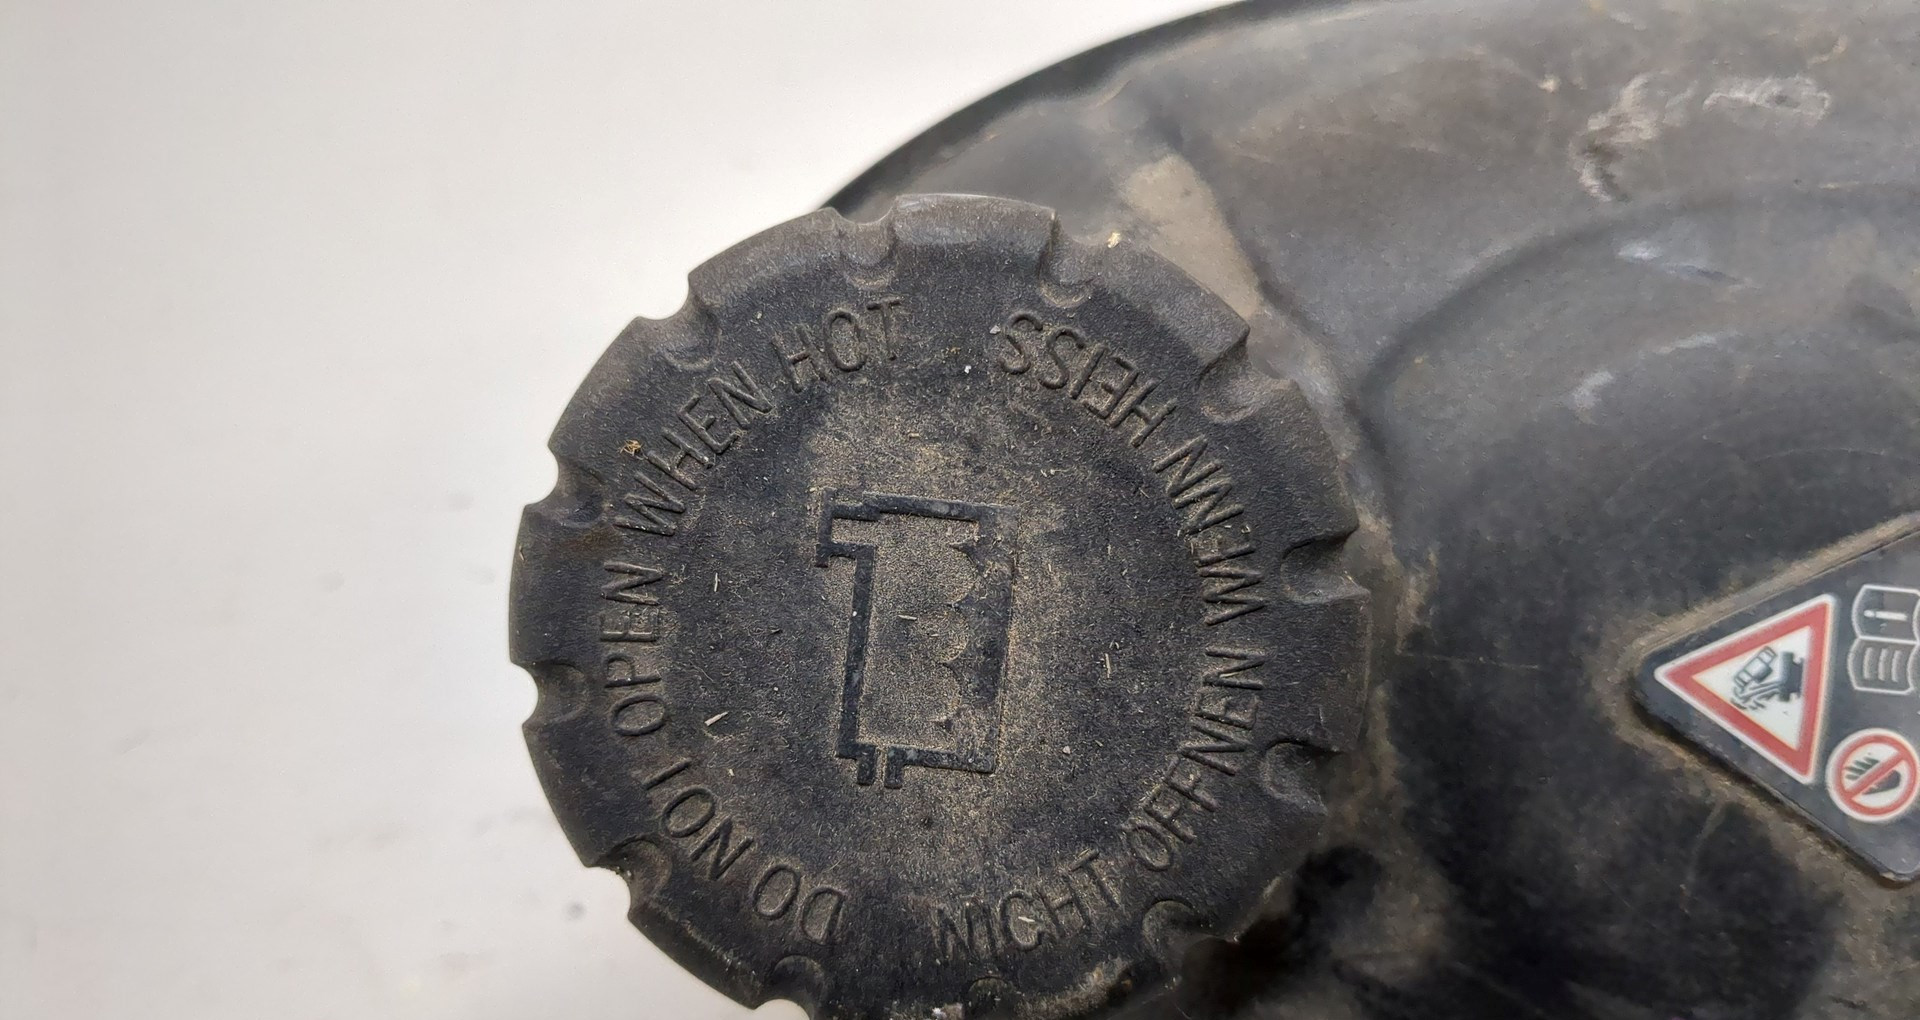 DO NOT OPEN WHEN HOT
NICHT ÖFFNEN WENN HEISS